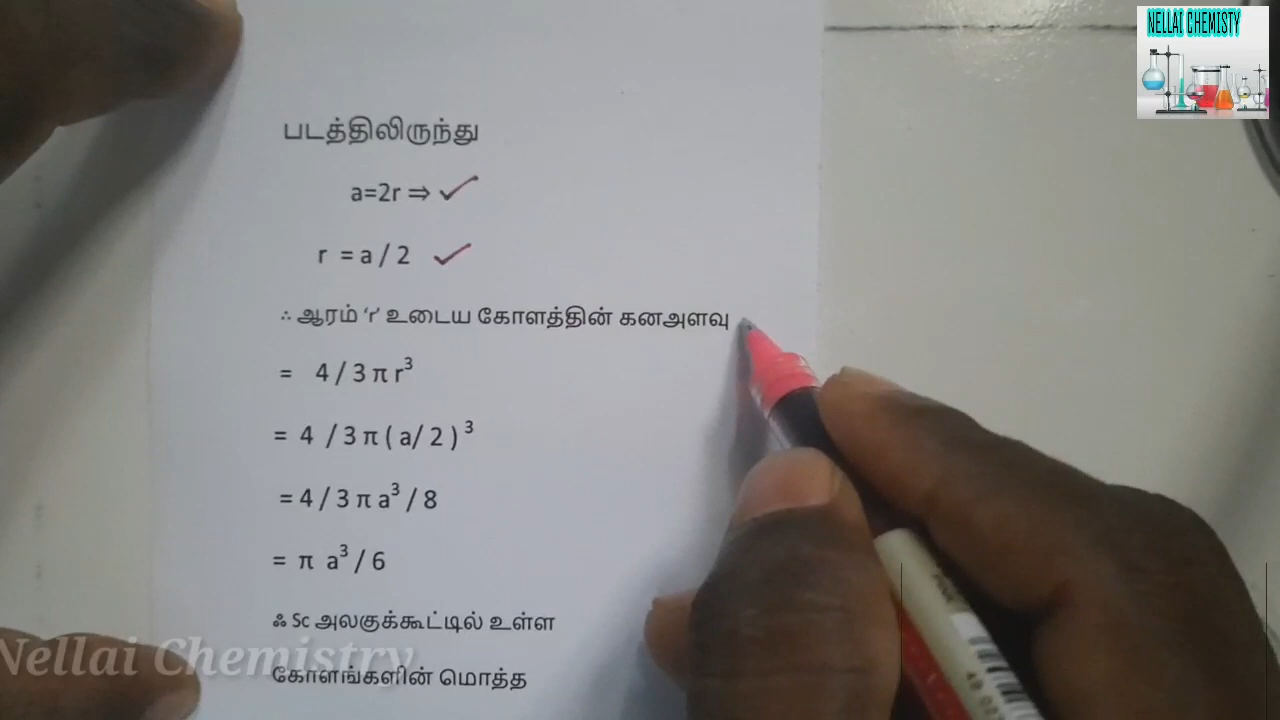 NELLAI CHEMISTY
படத்திலிருந்து
a=2r ⇒ ✓
r = a / 2 ✓
∴ ஆரம் ‘r’ உடைய கோளத்தின் கனஅளவு
= 4 / 3 π r³
= 4 / 3 π ( a/ 2 ) ³
= 4 / 3 π a³ / 8
= π a³ / 6
ஃ Sc அலகுக்கூட்டில் உள்ள
கோளங்களின் மொத்த
Nellai Chemistry